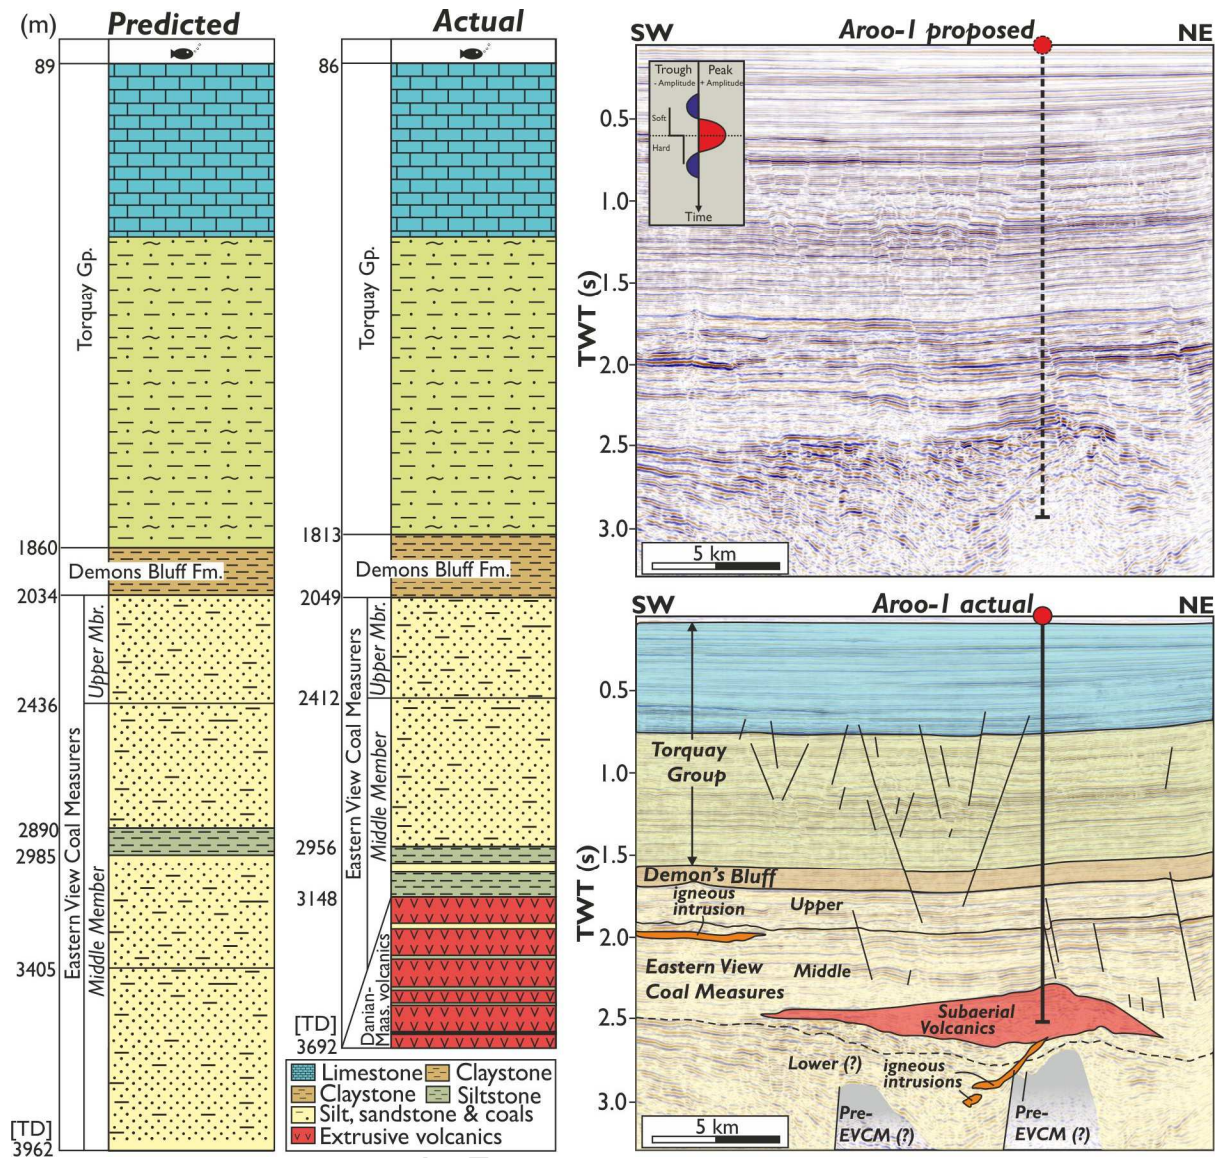 (m)
Predicted
89
Torquay Gp.
1860
Demons Bluff Fm.
2034
Upper Mbr.
2436
Eastern View Coal Measurers
Middle Member
2890
2985
3405
[TD]
3962
Actual
86
Torquay Gp.
1813
Demons Bluff Fm.
2049
Upper Mbr.
2412
Eastern View Coal Measurers
Middle Member
2956
3148
Danian-
Maas. volcanics
[TD]
3692
Limestone
Claystone
Claystone
Siltstone
Silt, sandstone & coals
Extrusive volcanics
SW
Aroo-1 proposed
NE
Trough
Peak
- Amplitude
+ Amplitude
Soft
Hard
Time
0.5
1.0
1.5
2.0
2.5
3.0
TWT (s)
5 km
SW
Aroo-1 actual
NE
0.5
1.0
1.5
2.0
2.5
3.0
TWT (s)
Torquay
Group
Demon's Bluff
igneous
intrusion
Upper
Eastern View
Coal Measures
Middle
Subaerial
Volcanics
Lower (?)
igneous
intrusions
Pre-
EVCM (?)
Pre-
EVCM (?)
5 km